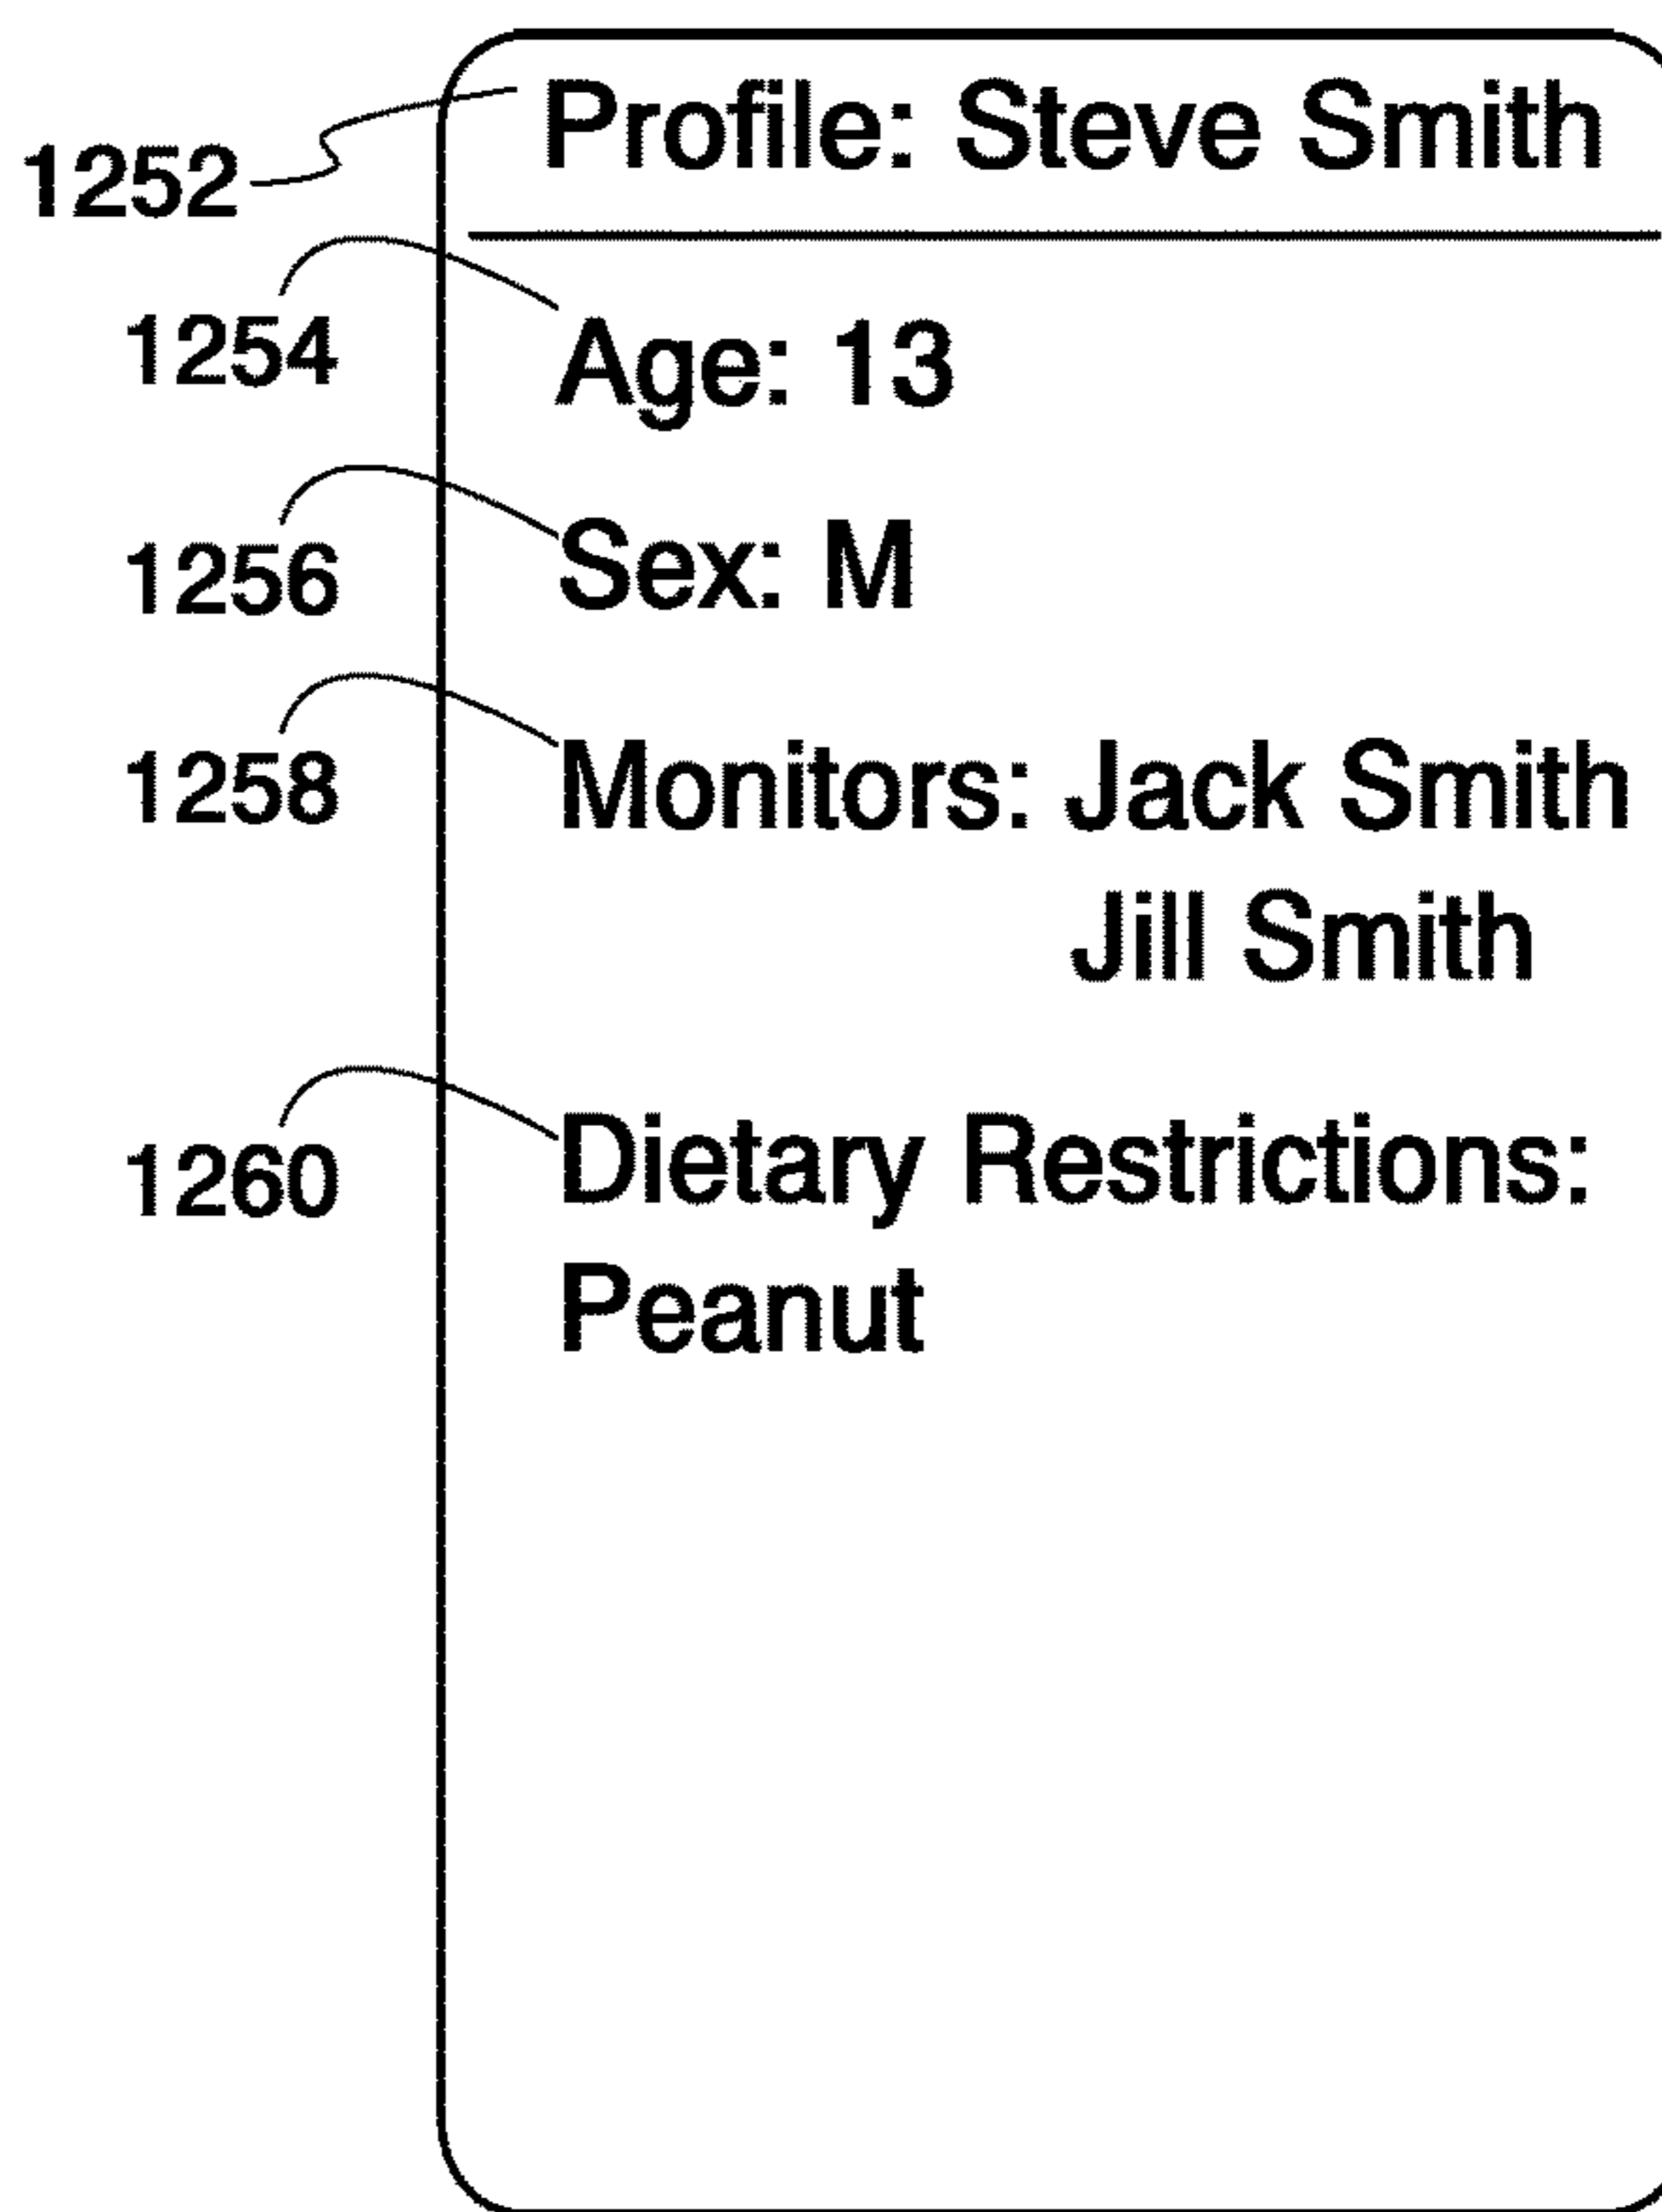 1252 Profile: Steve Smith
1254 Age: 13
1256 Sex: M
1258 Monitors: Jack Smith
Jill Smith
1260 Dietary Restrictions:
Peanut